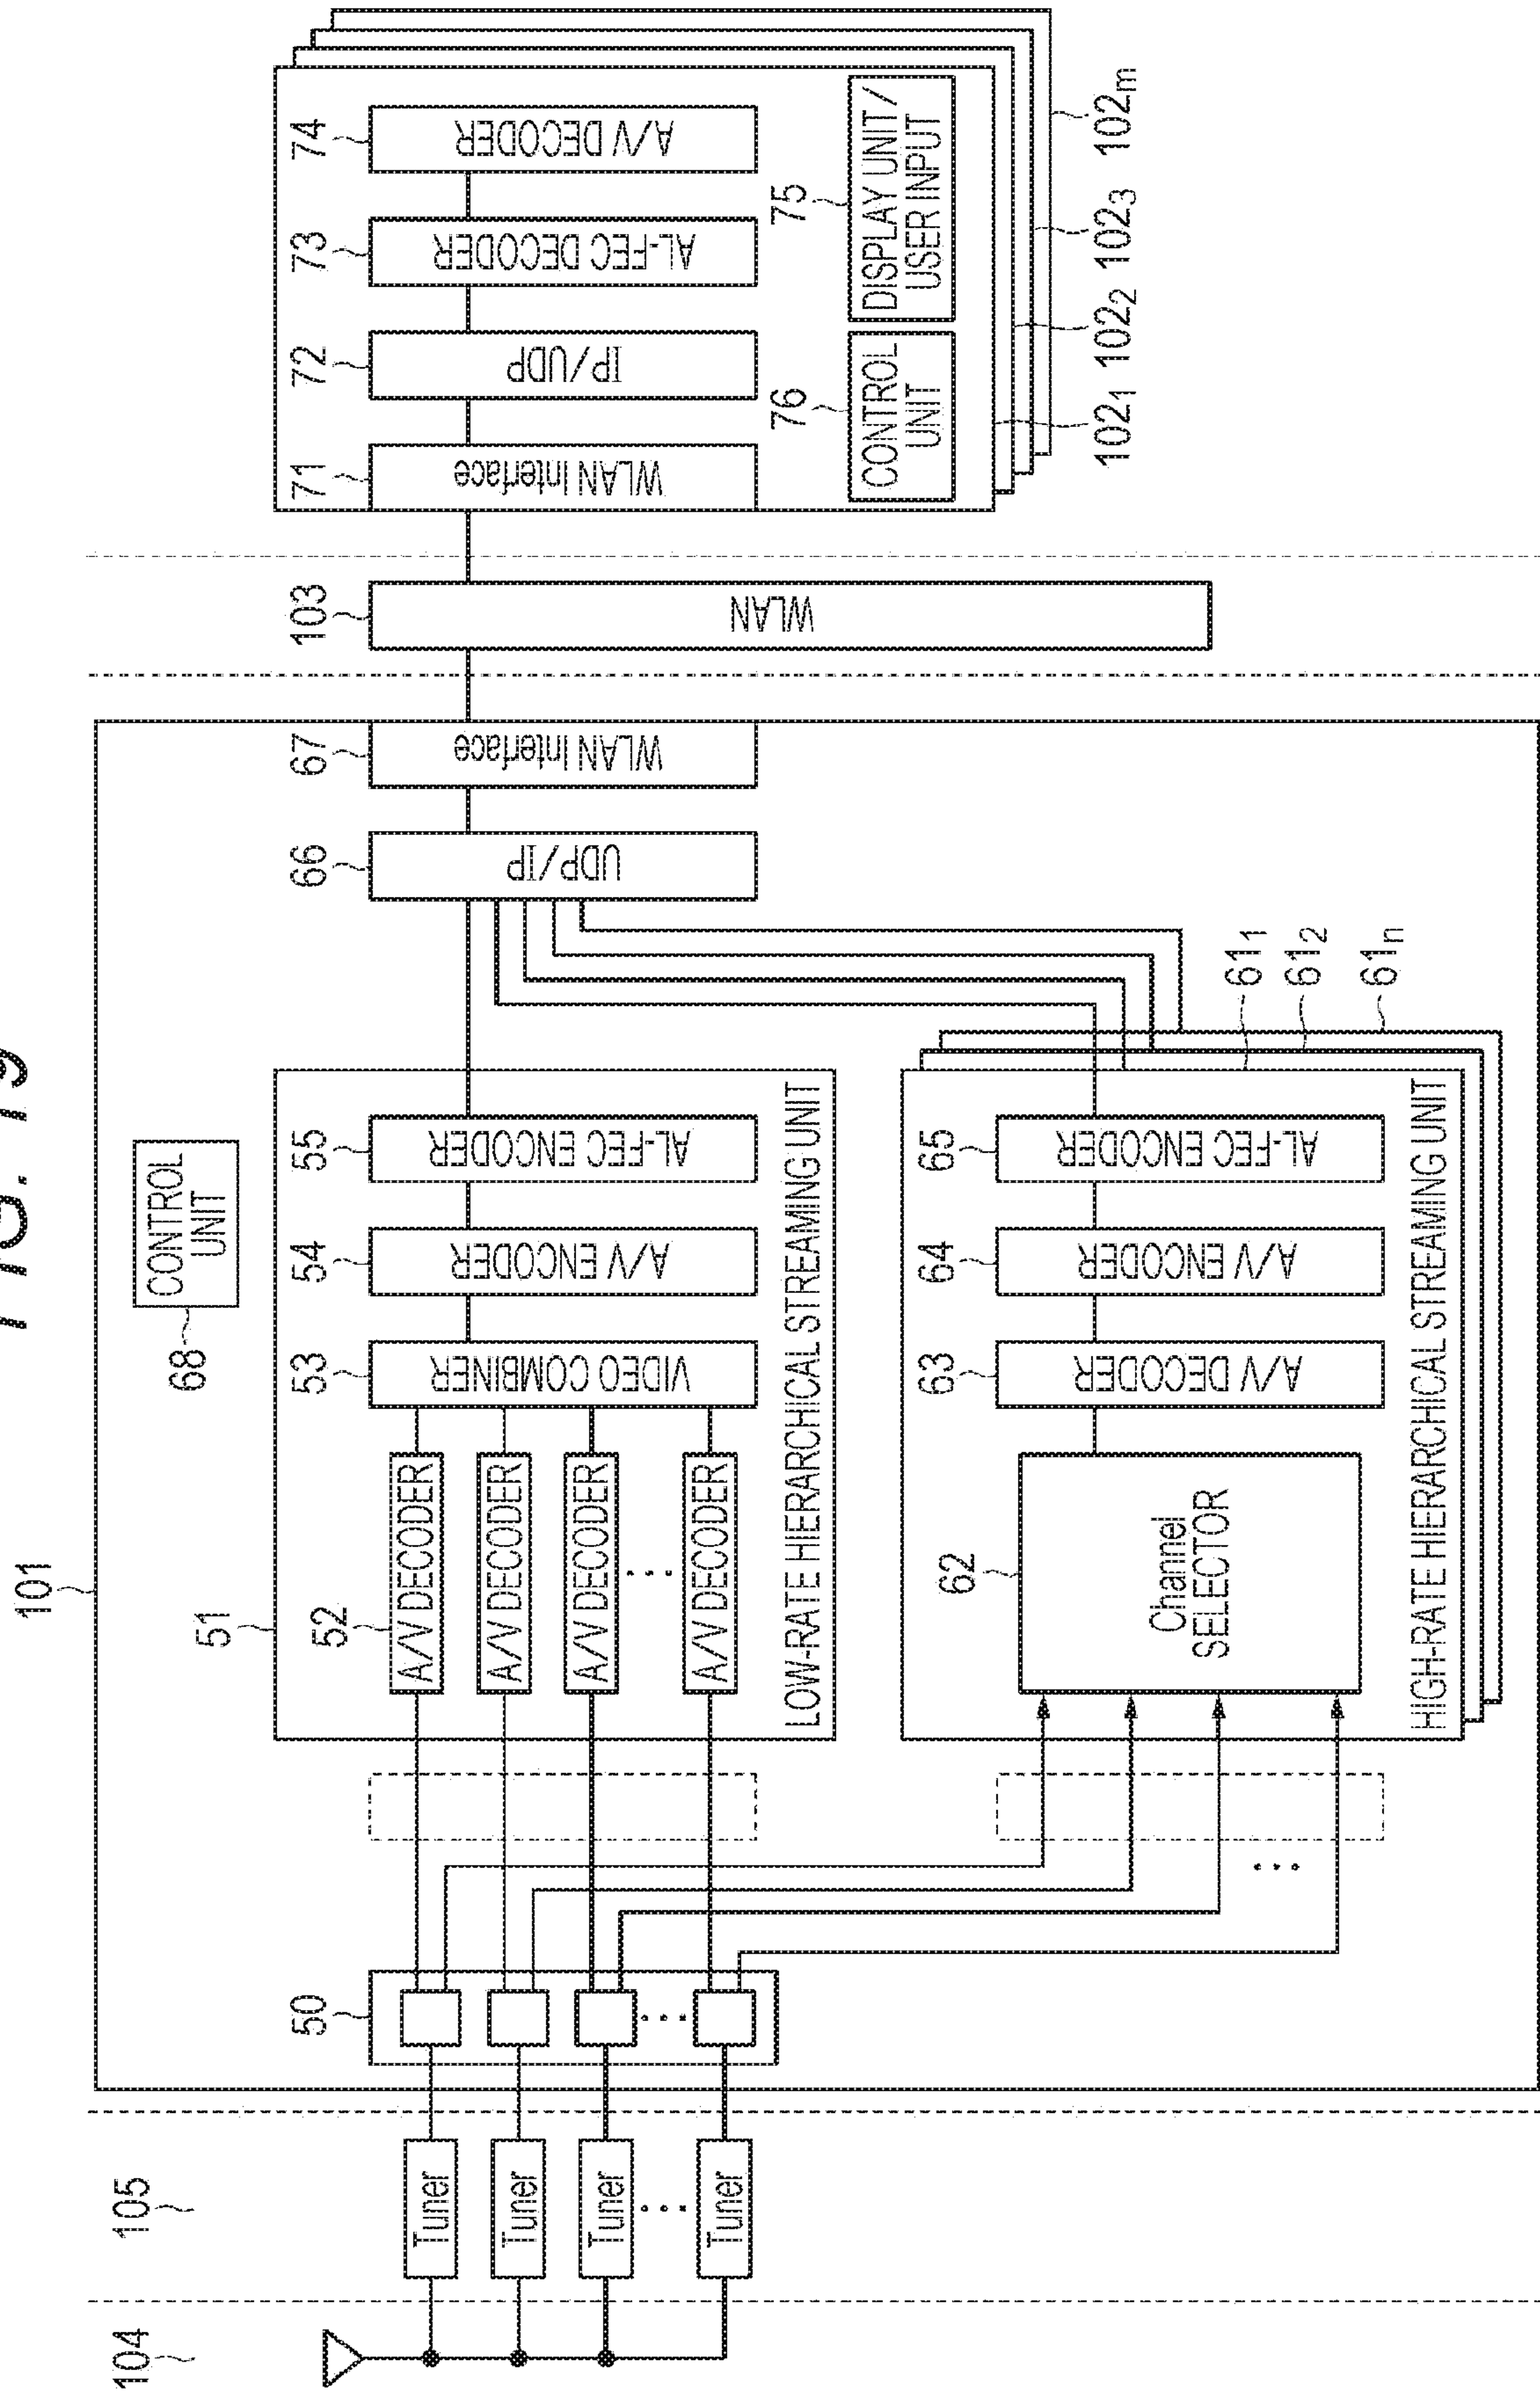 FIG. 19
101
104
105
Tuner
Tuner
Tuner
Tuner
50
51
52
A/V DECODER
A/V DECODER
A/V DECODER
A/V DECODER
53
VIDEO COMBINER
54
A/V ENCODER
55
AL-FEC ENCODER
LOW-RATE HIERARCHICAL STREAMING UNIT
68
CONTROL
UNIT
62
Channel
SELECTOR
63
A/V DECODER
64
A/V ENCODER
65
AL-FEC ENCODER
HIGH-RATE HIERARCHICAL STREAMING UNIT
61₁
61₂
61ₙ
66
UDP/IP
67
WLAN Interface
103
WLAN
71
WLAN Interface
72
IP/UDP
73
AL-FEC DECODER
74
A/V DECODER
76
CONTROL
UNIT
75
DISPLAY UNIT/
USER INPUT
102₁
102₂
102₃
102ₘ